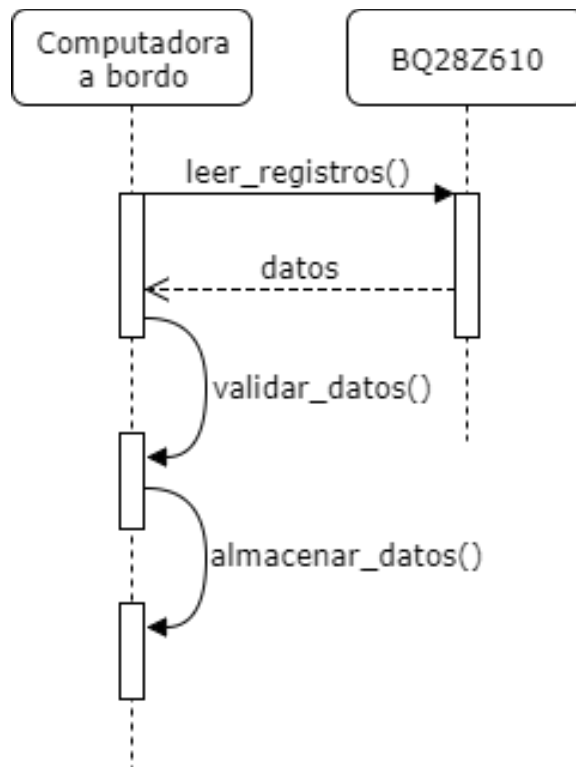 Computadora
a bordo
BQ28Z610
leer_registros()
datos
validar_datos()
almacenar_datos()